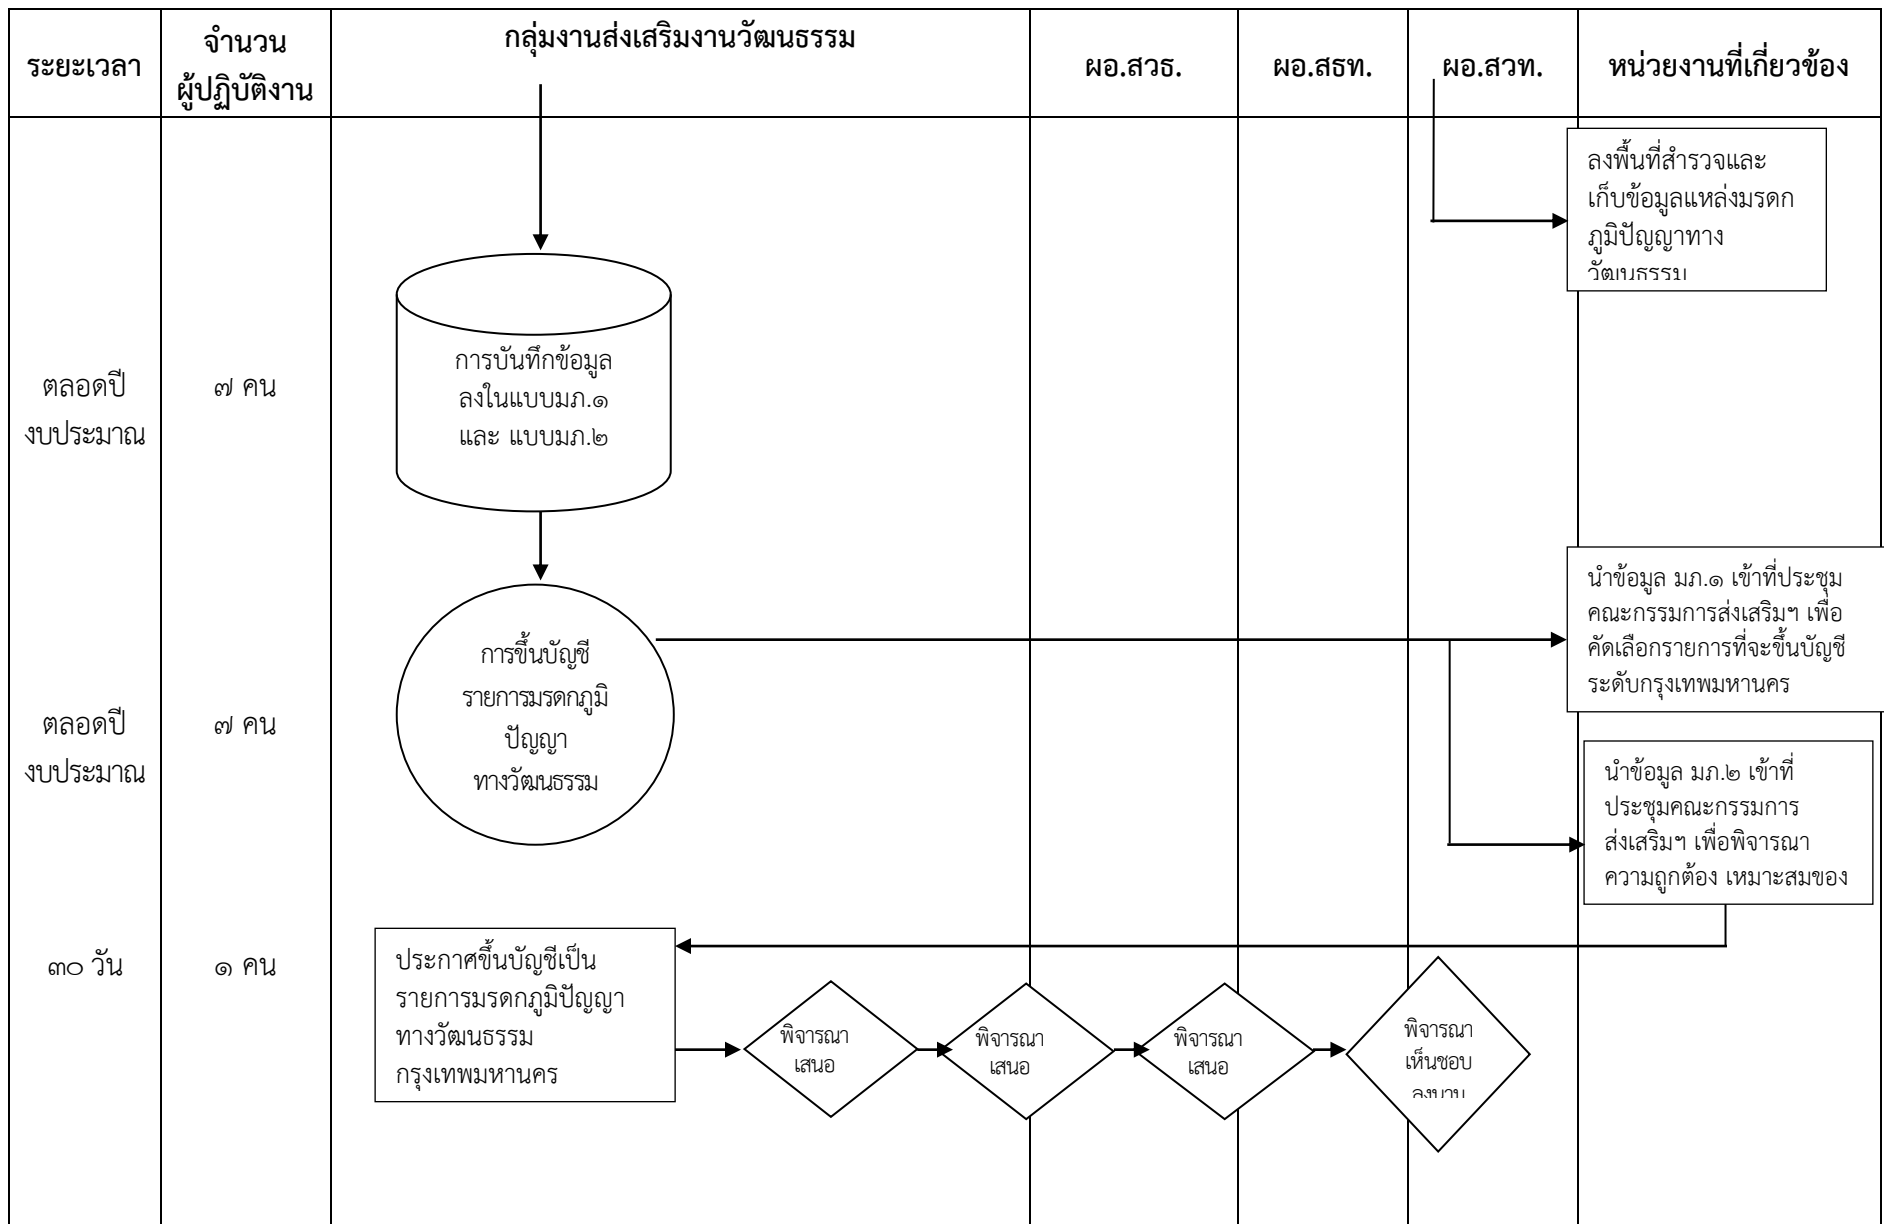 ระยะเวลา
จำนวน
ผู้ปฏิบัติงาน
กลุ่มงานส่งเสริมงานวัฒนธรรม
ผอ.สวธ.
ผอ.สธท.
ผอ.สวท.
หน่วยงานที่เกี่ยวข้อง
ลงพื้นที่สำรวจและ
เก็บข้อมูลแหล่งมรดก
ภูมิปัญญาทาง
วัฒนธรรม
ตลอดปี
งบประมาณ
๗ คน
การบันทึกข้อมูล
ลงในแบบมภ.๑
และ แบบมภ.๒
ตลอดปี
งบประมาณ
๗ คน
การขึ้นบัญชี
รายการมรดกภูมิ
ปัญญา
ทางวัฒนธรรม
นำข้อมูล มภ.๑ เข้าที่ประชุม
คณะกรรมการส่งเสริมฯ เพื่อ
คัดเลือกรายการที่จะขึ้นบัญชี
ระดับกรุงเทพมหานคร
นำข้อมูล มภ.๒ เข้าที่
ประชุมคณะกรรมการ
ส่งเสริมฯ เพื่อพิจารณา
ความถูกต้อง เหมาะสมของ
๓๐ วัน
๑ คน
ประกาศขึ้นบัญชีเป็น
รายการมรดกภูมิปัญญา
ทางวัฒนธรรม
กรุงเทพมหานคร
พิจารณา
เสนอ
พิจารณา
เสนอ
พิจารณา
เสนอ
พิจารณา
เห็นชอบ
ลงนาม